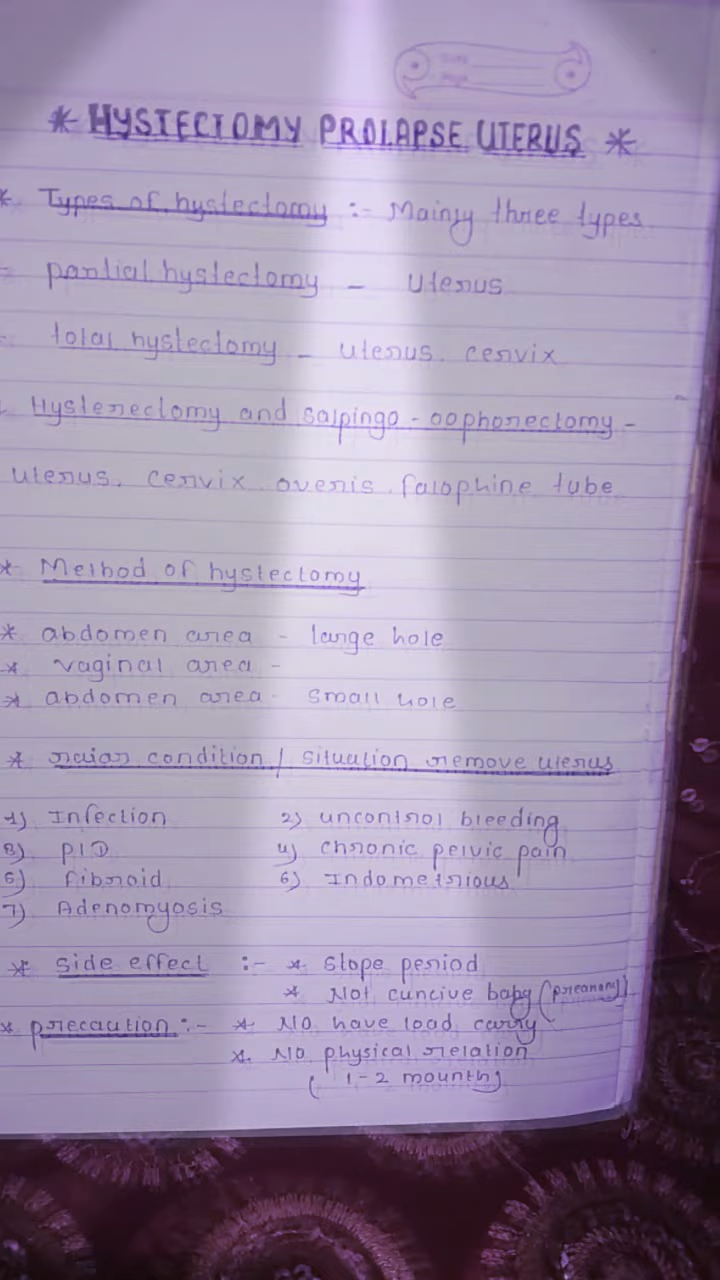 * HYSTECTOMY PROLAPSE UTERUS *
* Types of hystectomy :- Mainly three types
- partial hystectomy - Uterus
- total hystectomy - uterus cervix
Hysterectomy and salpingo - oophorectomy -
uterus, cervix overis, falophine tube
* Method of hystectomy
* abdomen area - large hole
* vaginal area -
* abdomen area - small hole
* condition / situation remove uterus
1) Infection 2) uncontrol bleeding
3) PID 4) chronic pelvic pain
5) Fibroid 6) Indometrious
7) Adenomyosis
* Side effect :- * Stope period
* Not cuncive baby
* precaution :- * No have load carry
* No physical relation
( 1-2 mounth)